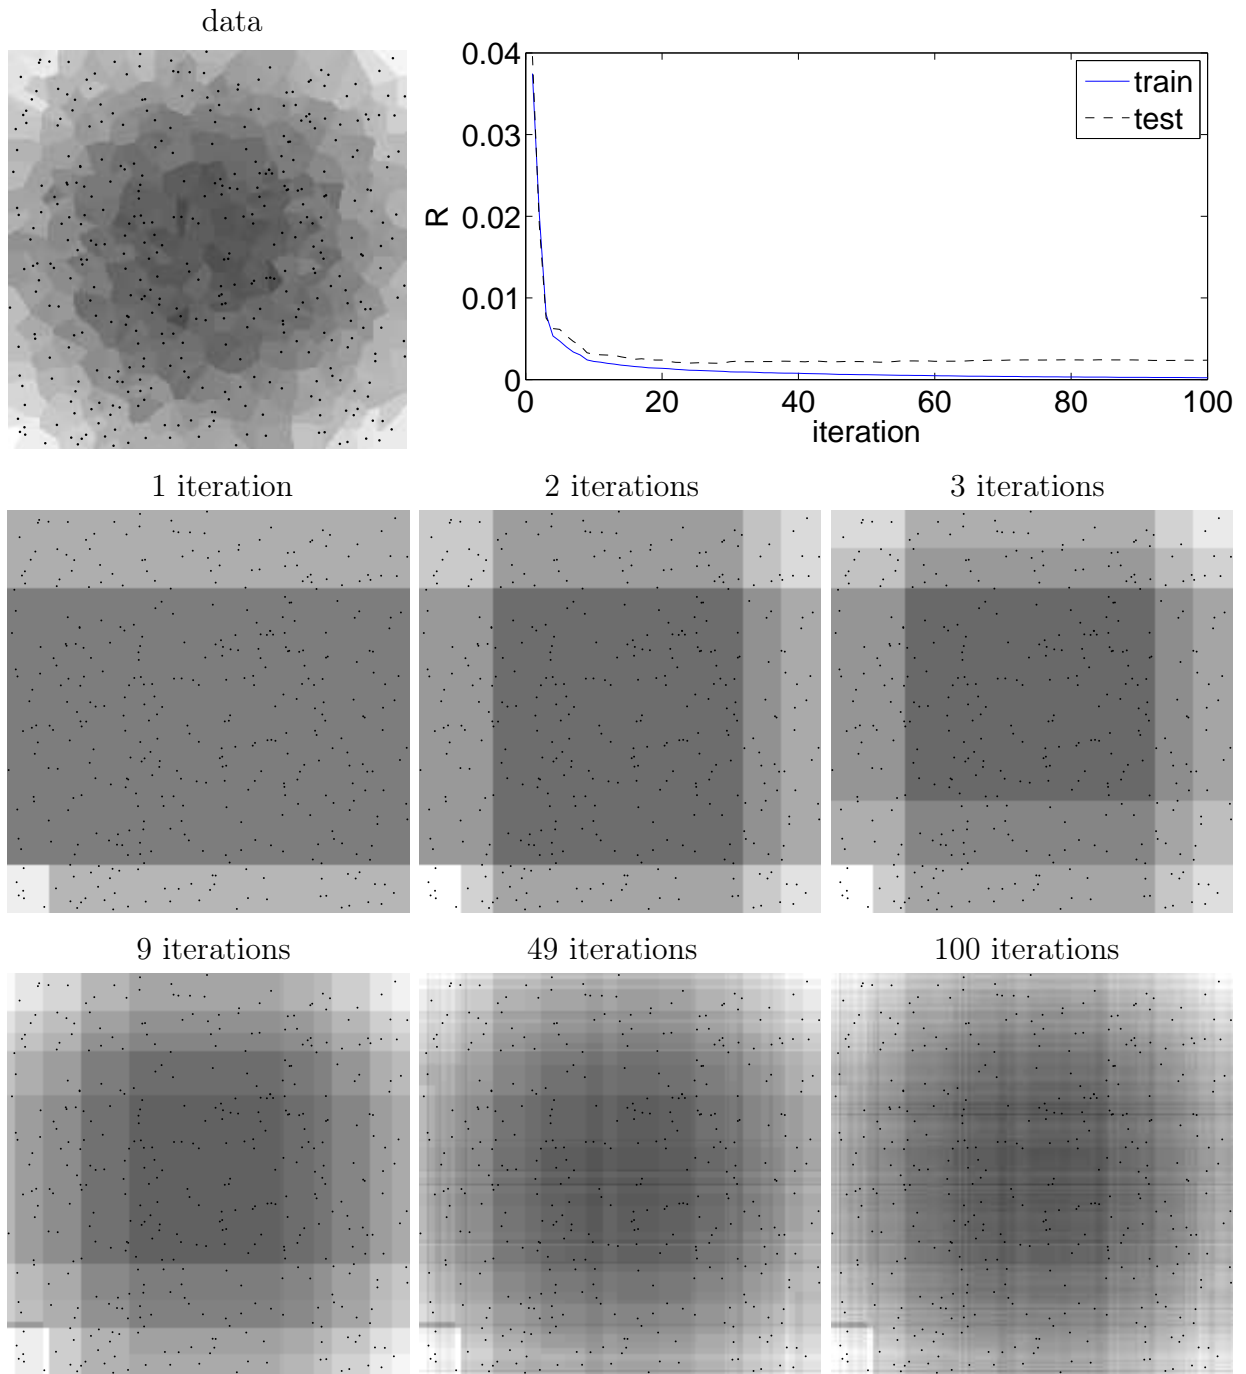 data
0.04
0.03
0.02
0.01
0
R
train
test
0 20 40 60 80 100
iteration
1 iteration 2 iterations 3 iterations
9 iterations 49 iterations 100 iterations